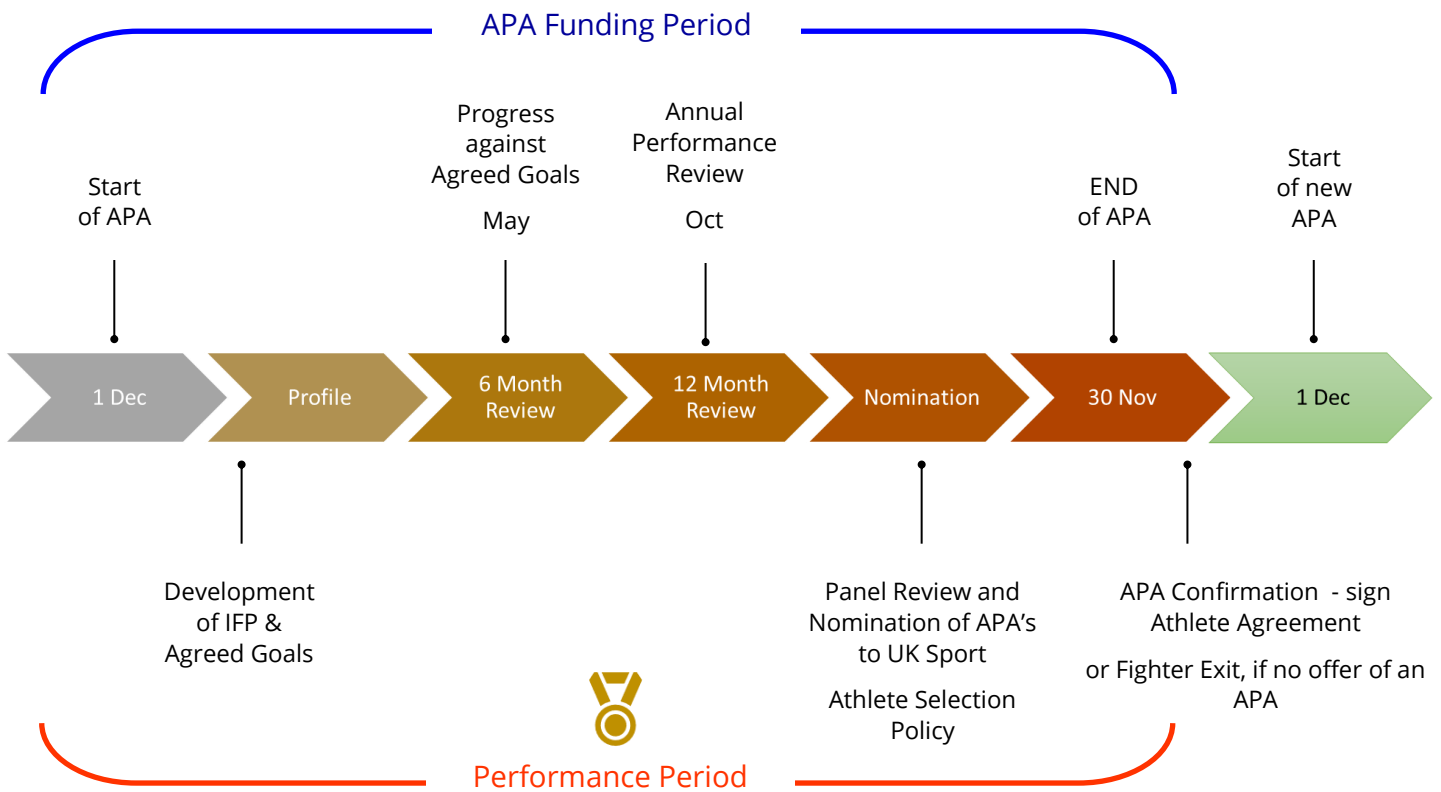 APA Funding Period
Start
of APA
Progress
against
Agreed Goals
May
Annual
Performance
Review
Oct
END
of APA
Start
of new
APA
1 Dec
Profile
6 Month
Review
12 Month
Review
Nomination
30 Nov
1 Dec
Development
of IFP &
Agreed Goals
Panel Review and
Nomination of APA’s
to UK Sport
Athlete Selection
Policy
APA Confirmation - sign
Athlete Agreement
or Fighter Exit, if no offer of an
APA
Performance Period